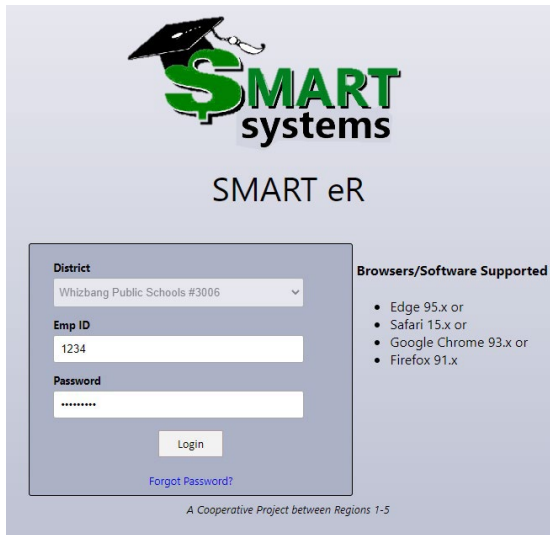 SMART
systems
SMART eR
District
Whizbang Public Schools #3006
Emp ID
1234
Password
•••••••••
Login
Forgot Password?
Browsers/Software Supported
• Edge 95.x or
• Safari 15.x or
• Google Chrome 93.x or
• Firefox 91.x
A Cooperative Project between Regions 1-5